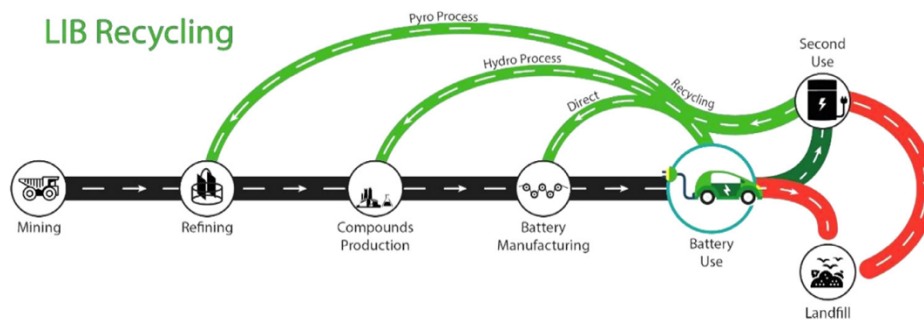 LIB Recycling
Pyro Process
Hydro Process
Direct
Recycling
Second
Use
Mining
Refining
Compounds
Production
Battery
Manufacturing
Battery
Use
Landfill